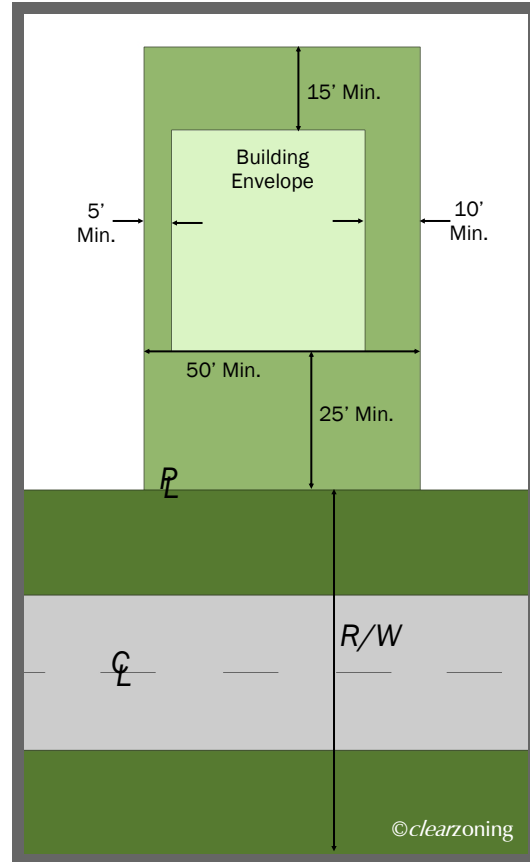 15’ Min.
Building
Envelope
5’
Min.
10’
Min.
50’ Min.
25’ Min.
PL
R/W
CL
©clearzoning